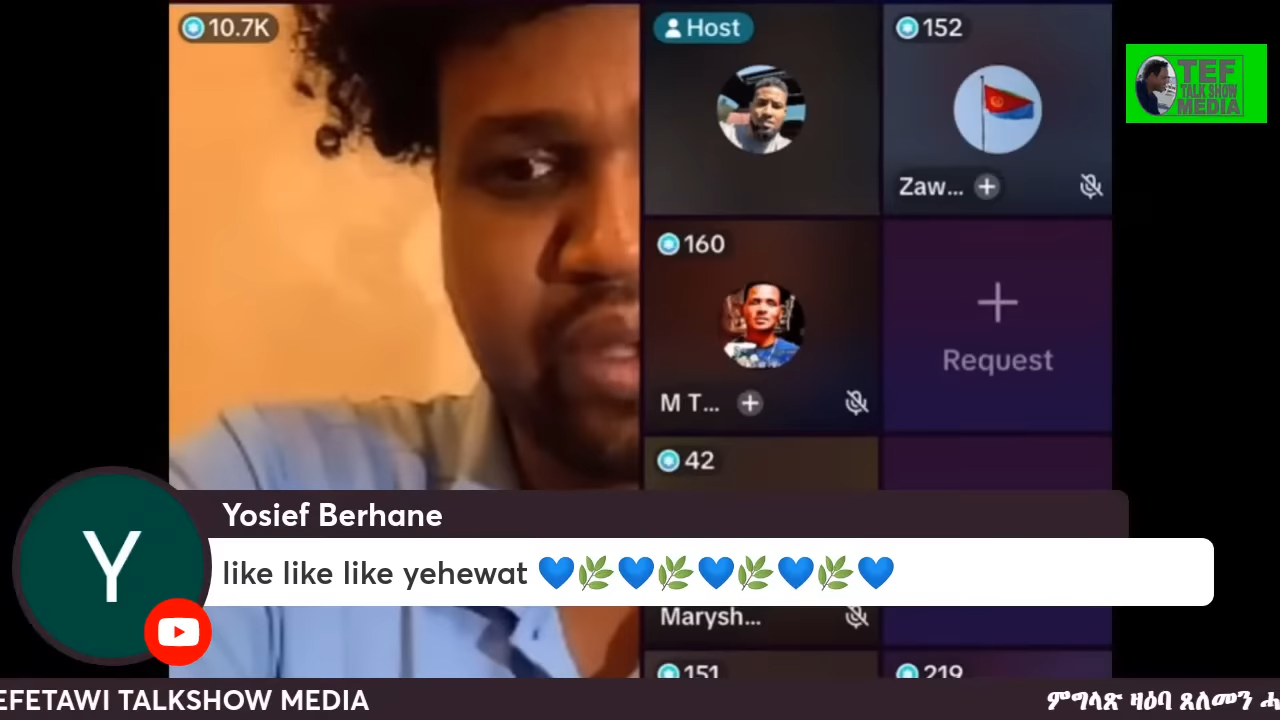 10.7K
Host
152
TEF
TALK SHOW
MEDIA
Zaw...
160
Request
M T...
42
Yosief Berhane
Y
like like like yehewat 💙🌿💙🌿💙🌿💙🌿💙
Marysh...
151
219
EFETAWI TALKSHOW MEDIA
ምግላጽ ዛዕባ ጸለመን ሓ